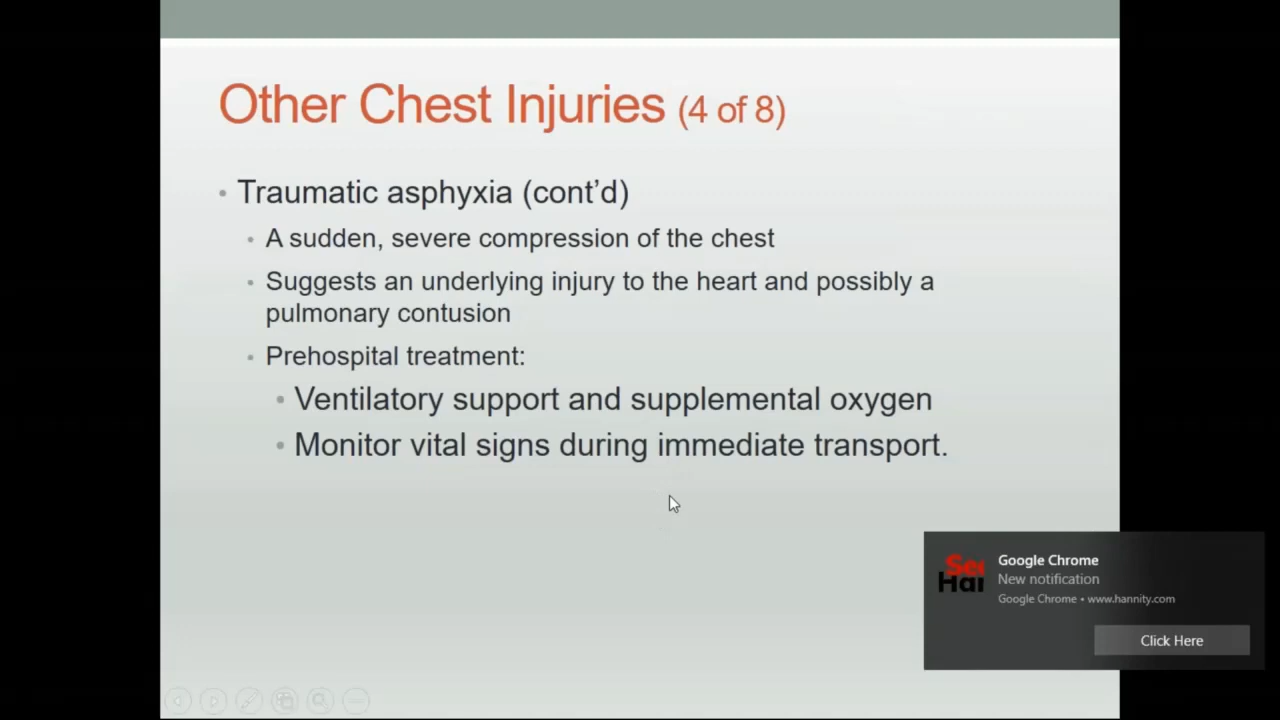 Other Chest Injuries (4 of 8)
• Traumatic asphyxia (cont’d)
• A sudden, severe compression of the chest
• Suggests an underlying injury to the heart and possibly a
pulmonary contusion
• Prehospital treatment:
• Ventilatory support and supplemental oxygen
• Monitor vital signs during immediate transport.
Google Chrome
New notification
Google Chrome • www.hannity.com
Click Here